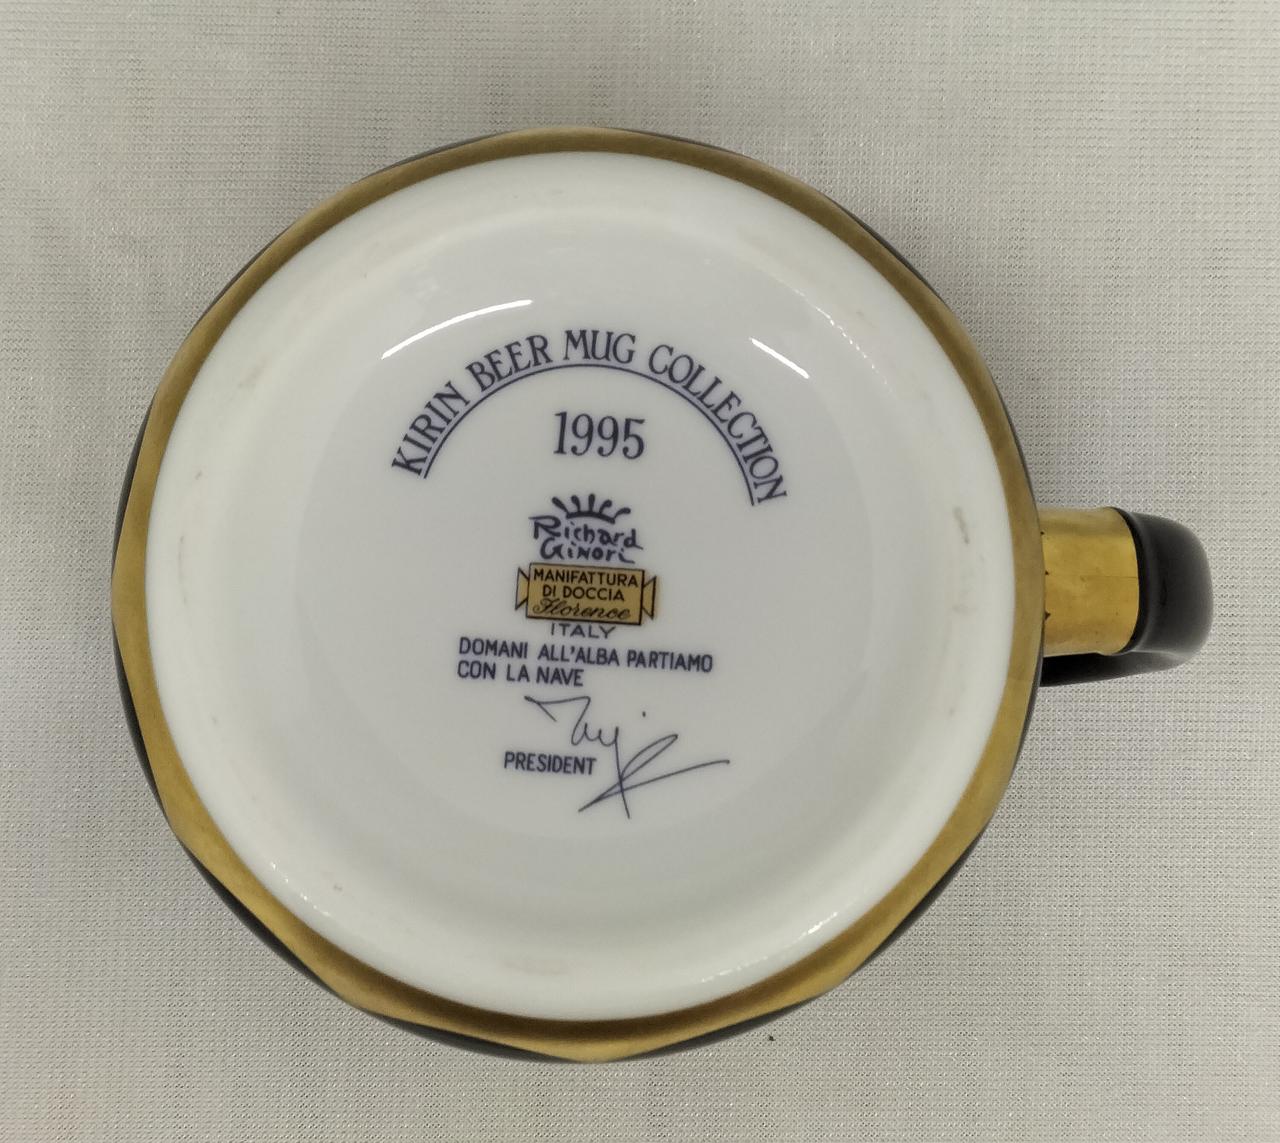 KIRIN BEER MUG COLLECTION
1995
Richard
Ginori
MANIFATTURA
DI DOCCIA
Florence
ITALY
DOMANI ALL'ALBA PARTIAMO
CON LA NAVE
PRESIDENT